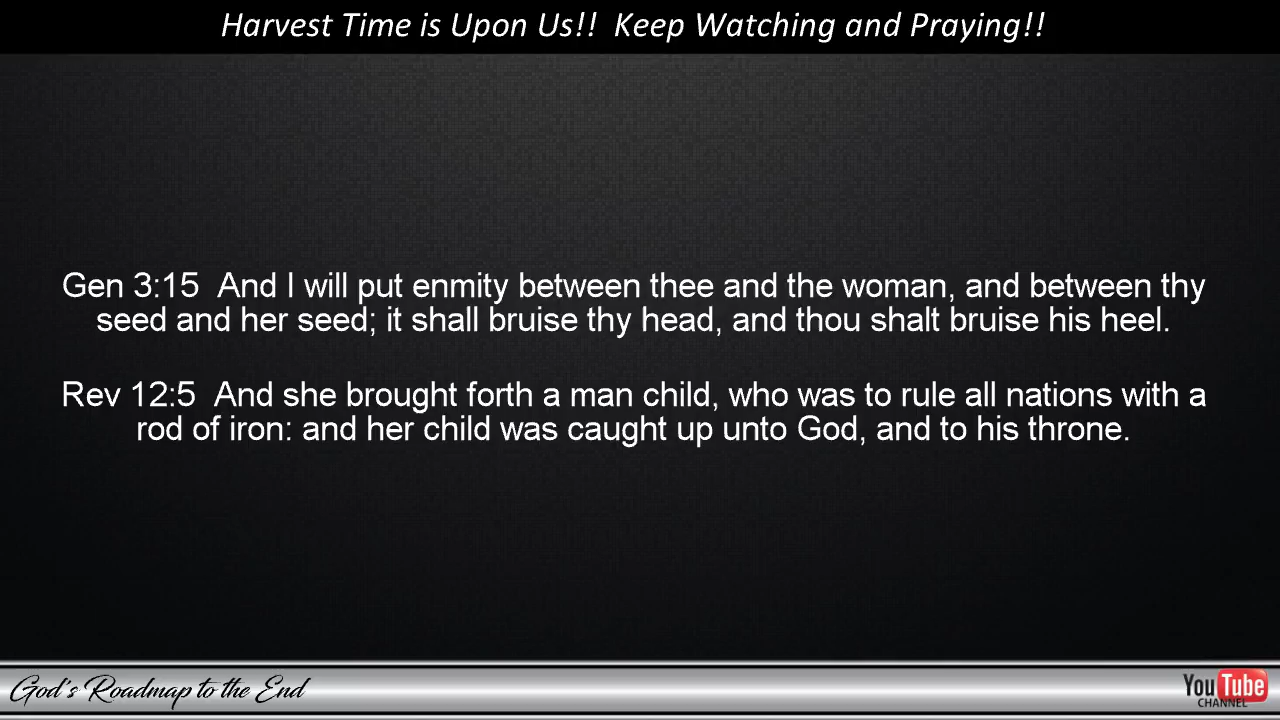 Harvest Time is Upon Us!!  Keep Watching and Praying!!
Gen 3:15  And I will put enmity between thee and the woman, and between thy
seed and her seed; it shall bruise thy head, and thou shalt bruise his heel.
Rev 12:5  And she brought forth a man child, who was to rule all nations with a
rod of iron: and her child was caught up unto God, and to his throne.
God's Roadmap to the End
YouTube
CHANNEL